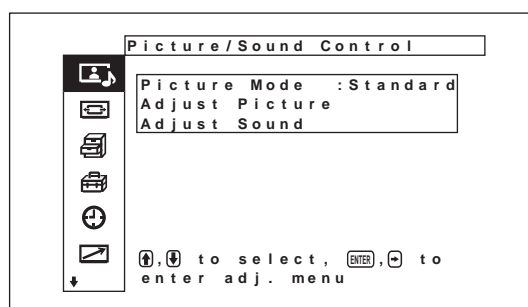 Picture/Sound Control
Picture Mode :Standard
Adjust Picture
Adjust Sound
↑,↓ to select, ENTER,→ to
enter adj. menu